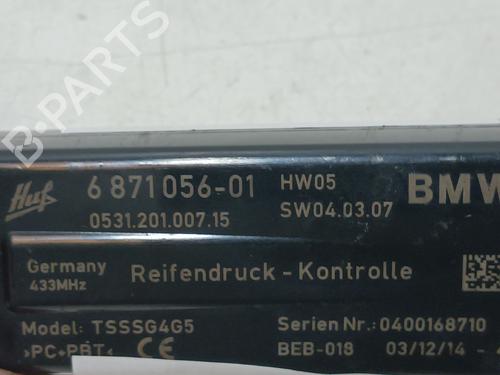 Huf 6 871 056-01 HW05 BMW
0531.201.007.15 SW04.03.07
Germany Reifendruck - Kontrolle
433MHz
Model: TSSSG4G5 Serien Nr.: 0400168710
>PC+PBT< CE BEB-018 03/12/14 -
B-PARTS